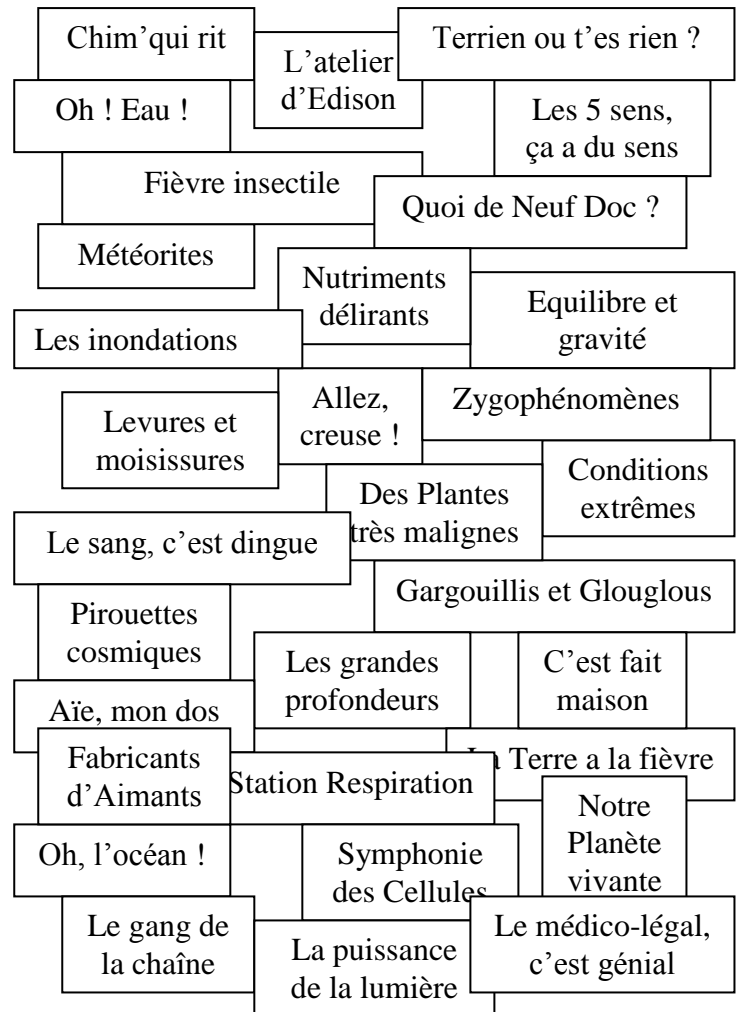 Chim’qui rit
L’atelier
d’Edison
Terrien ou t’es rien ?
Oh ! Eau !
Les 5 sens,
ça a du sens
Fièvre insectile
Quoi de Neuf Doc ?
Météorites
Nutriments
délirants
Equilibre et
gravité
Les inondations
Allez,
creuse !
Zygophénomènes
Levures et
moisissures
Conditions
extrêmes
Des Plantes
très malignes
Le sang, c’est dingue
Gargouillis et Glouglous
Pirouettes
cosmiques
Les grandes
profondeurs
C’est fait
maison
Aïe, mon dos
Fabricants
d’Aimants
Station Respiration
La Terre a la fièvre
Notre
Planète
vivante
Oh, l’océan !
Symphonie
des Cellules
Le gang de
la chaîne
La puissance
de la lumière
Le médico-légal,
c’est génial